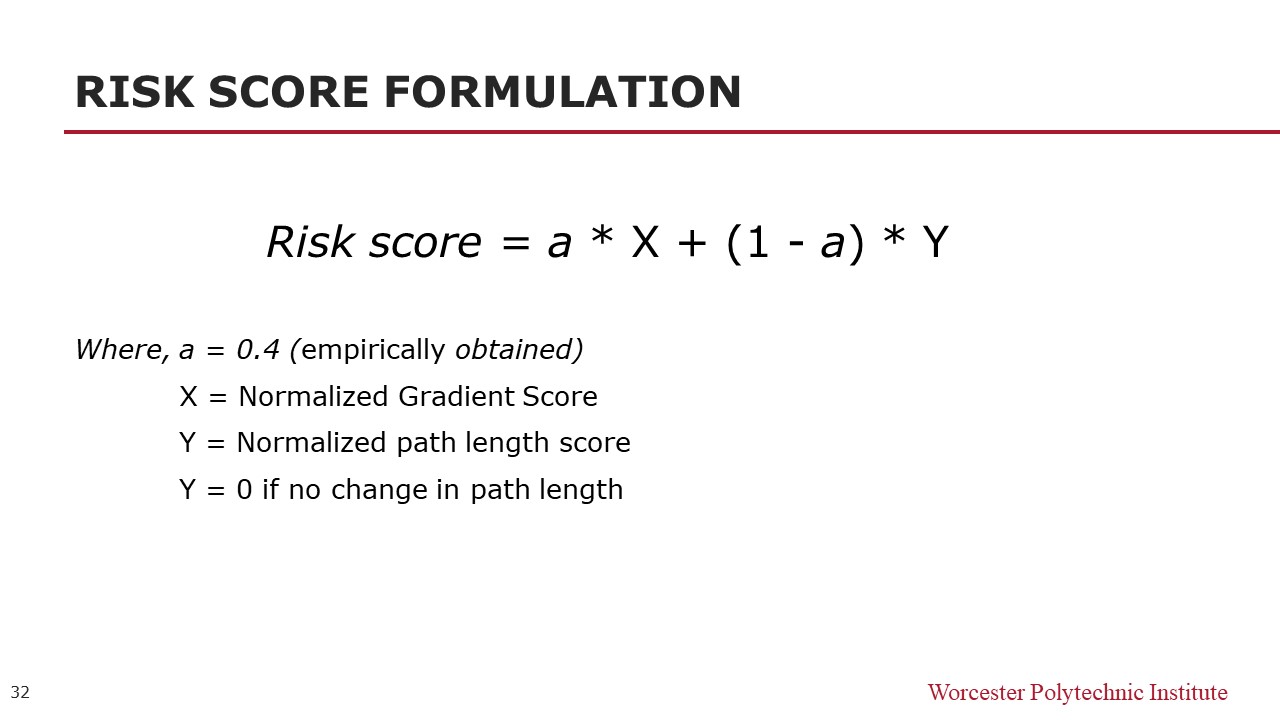 RISK SCORE FORMULATION
Risk score = a * X + (1 - a) * Y
Where, a = 0.4 (empirically obtained)
X = Normalized Gradient Score
Y = Normalized path length score
Y = 0 if no change in path length
32
Worcester Polytechnic Institute